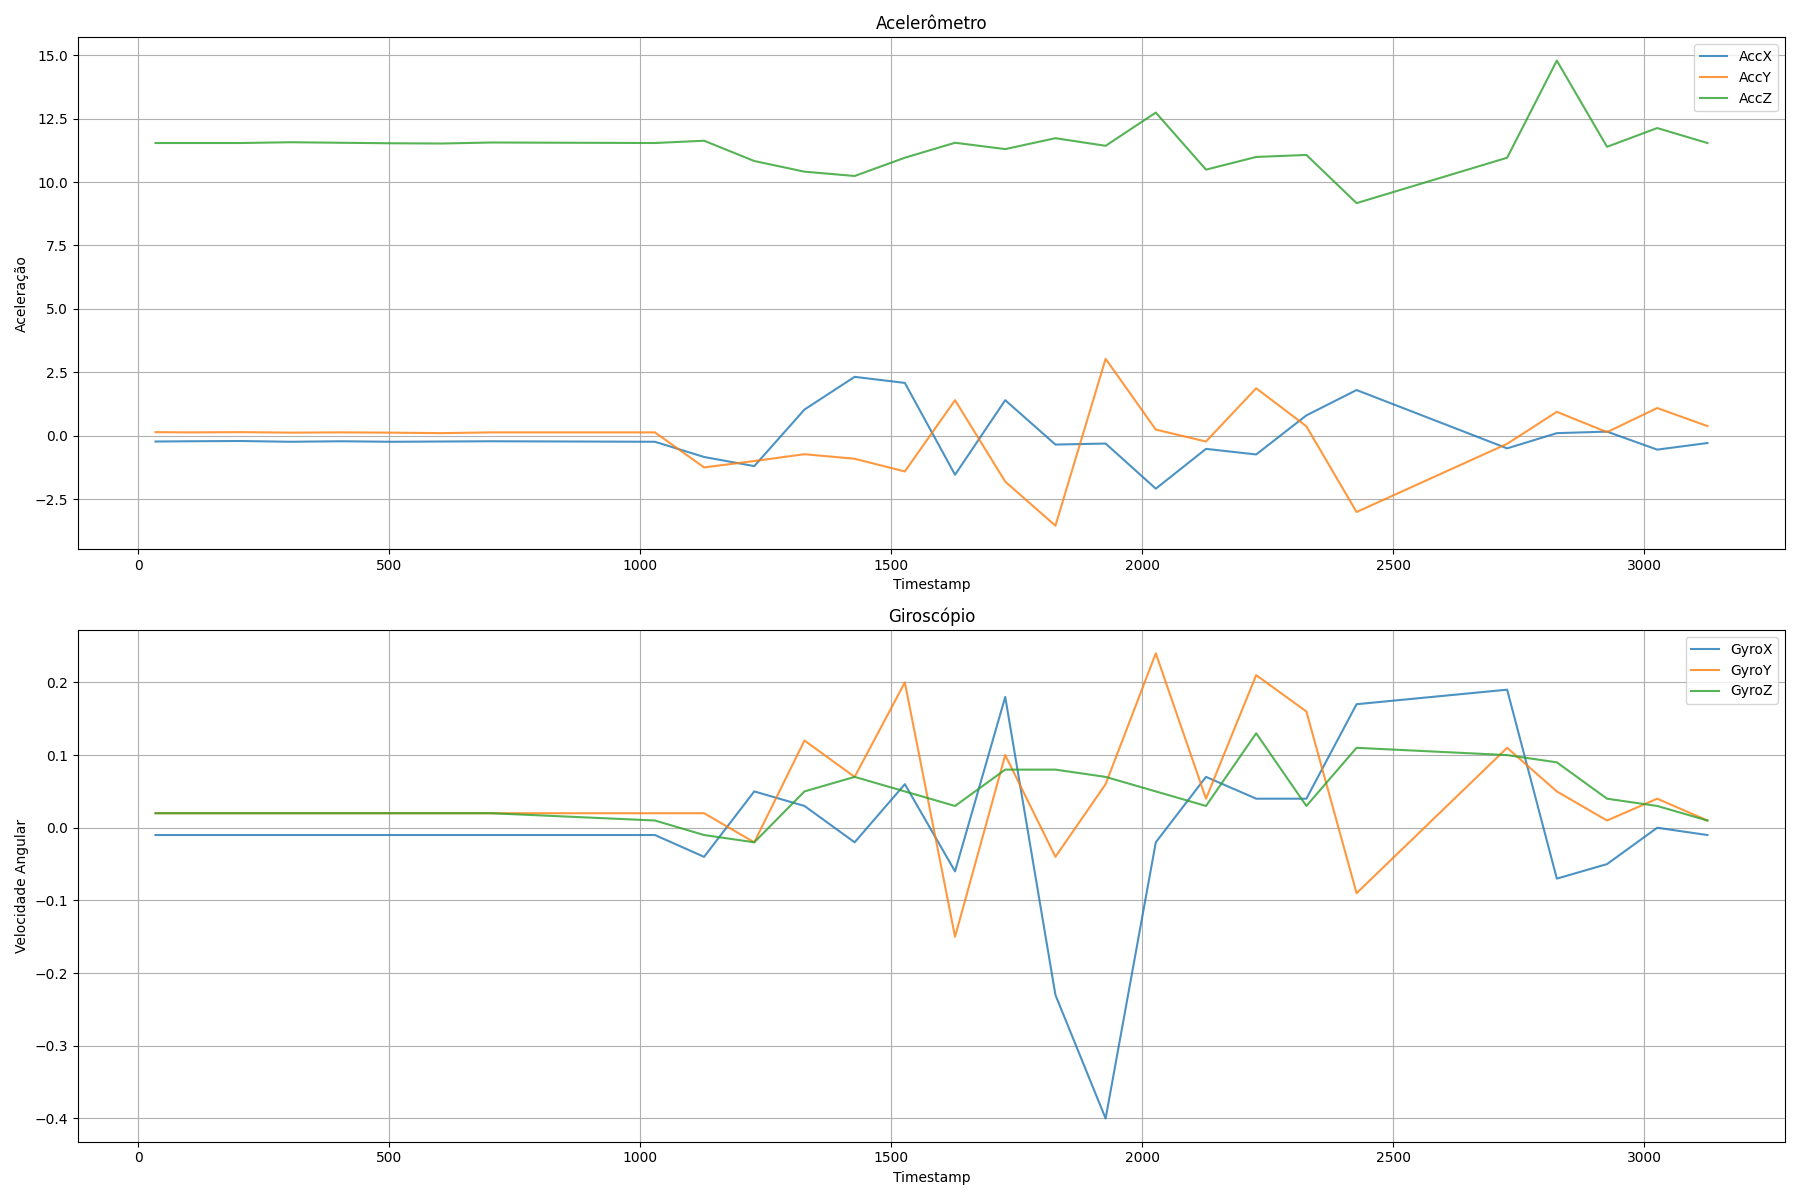 Acelerômetro
15.0
12.5
10.0
7.5
5.0
2.5
0.0
−2.5
Aceleração
AccX
AccY
AccZ
0 500 1000 1500 2000 2500 3000
Timestamp
Giroscópio
0.2
0.1
0.0
−0.1
−0.2
−0.3
−0.4
Velocidade Angular
GyroX
GyroY
GyroZ
0 500 1000 1500 2000 2500 3000
Timestamp